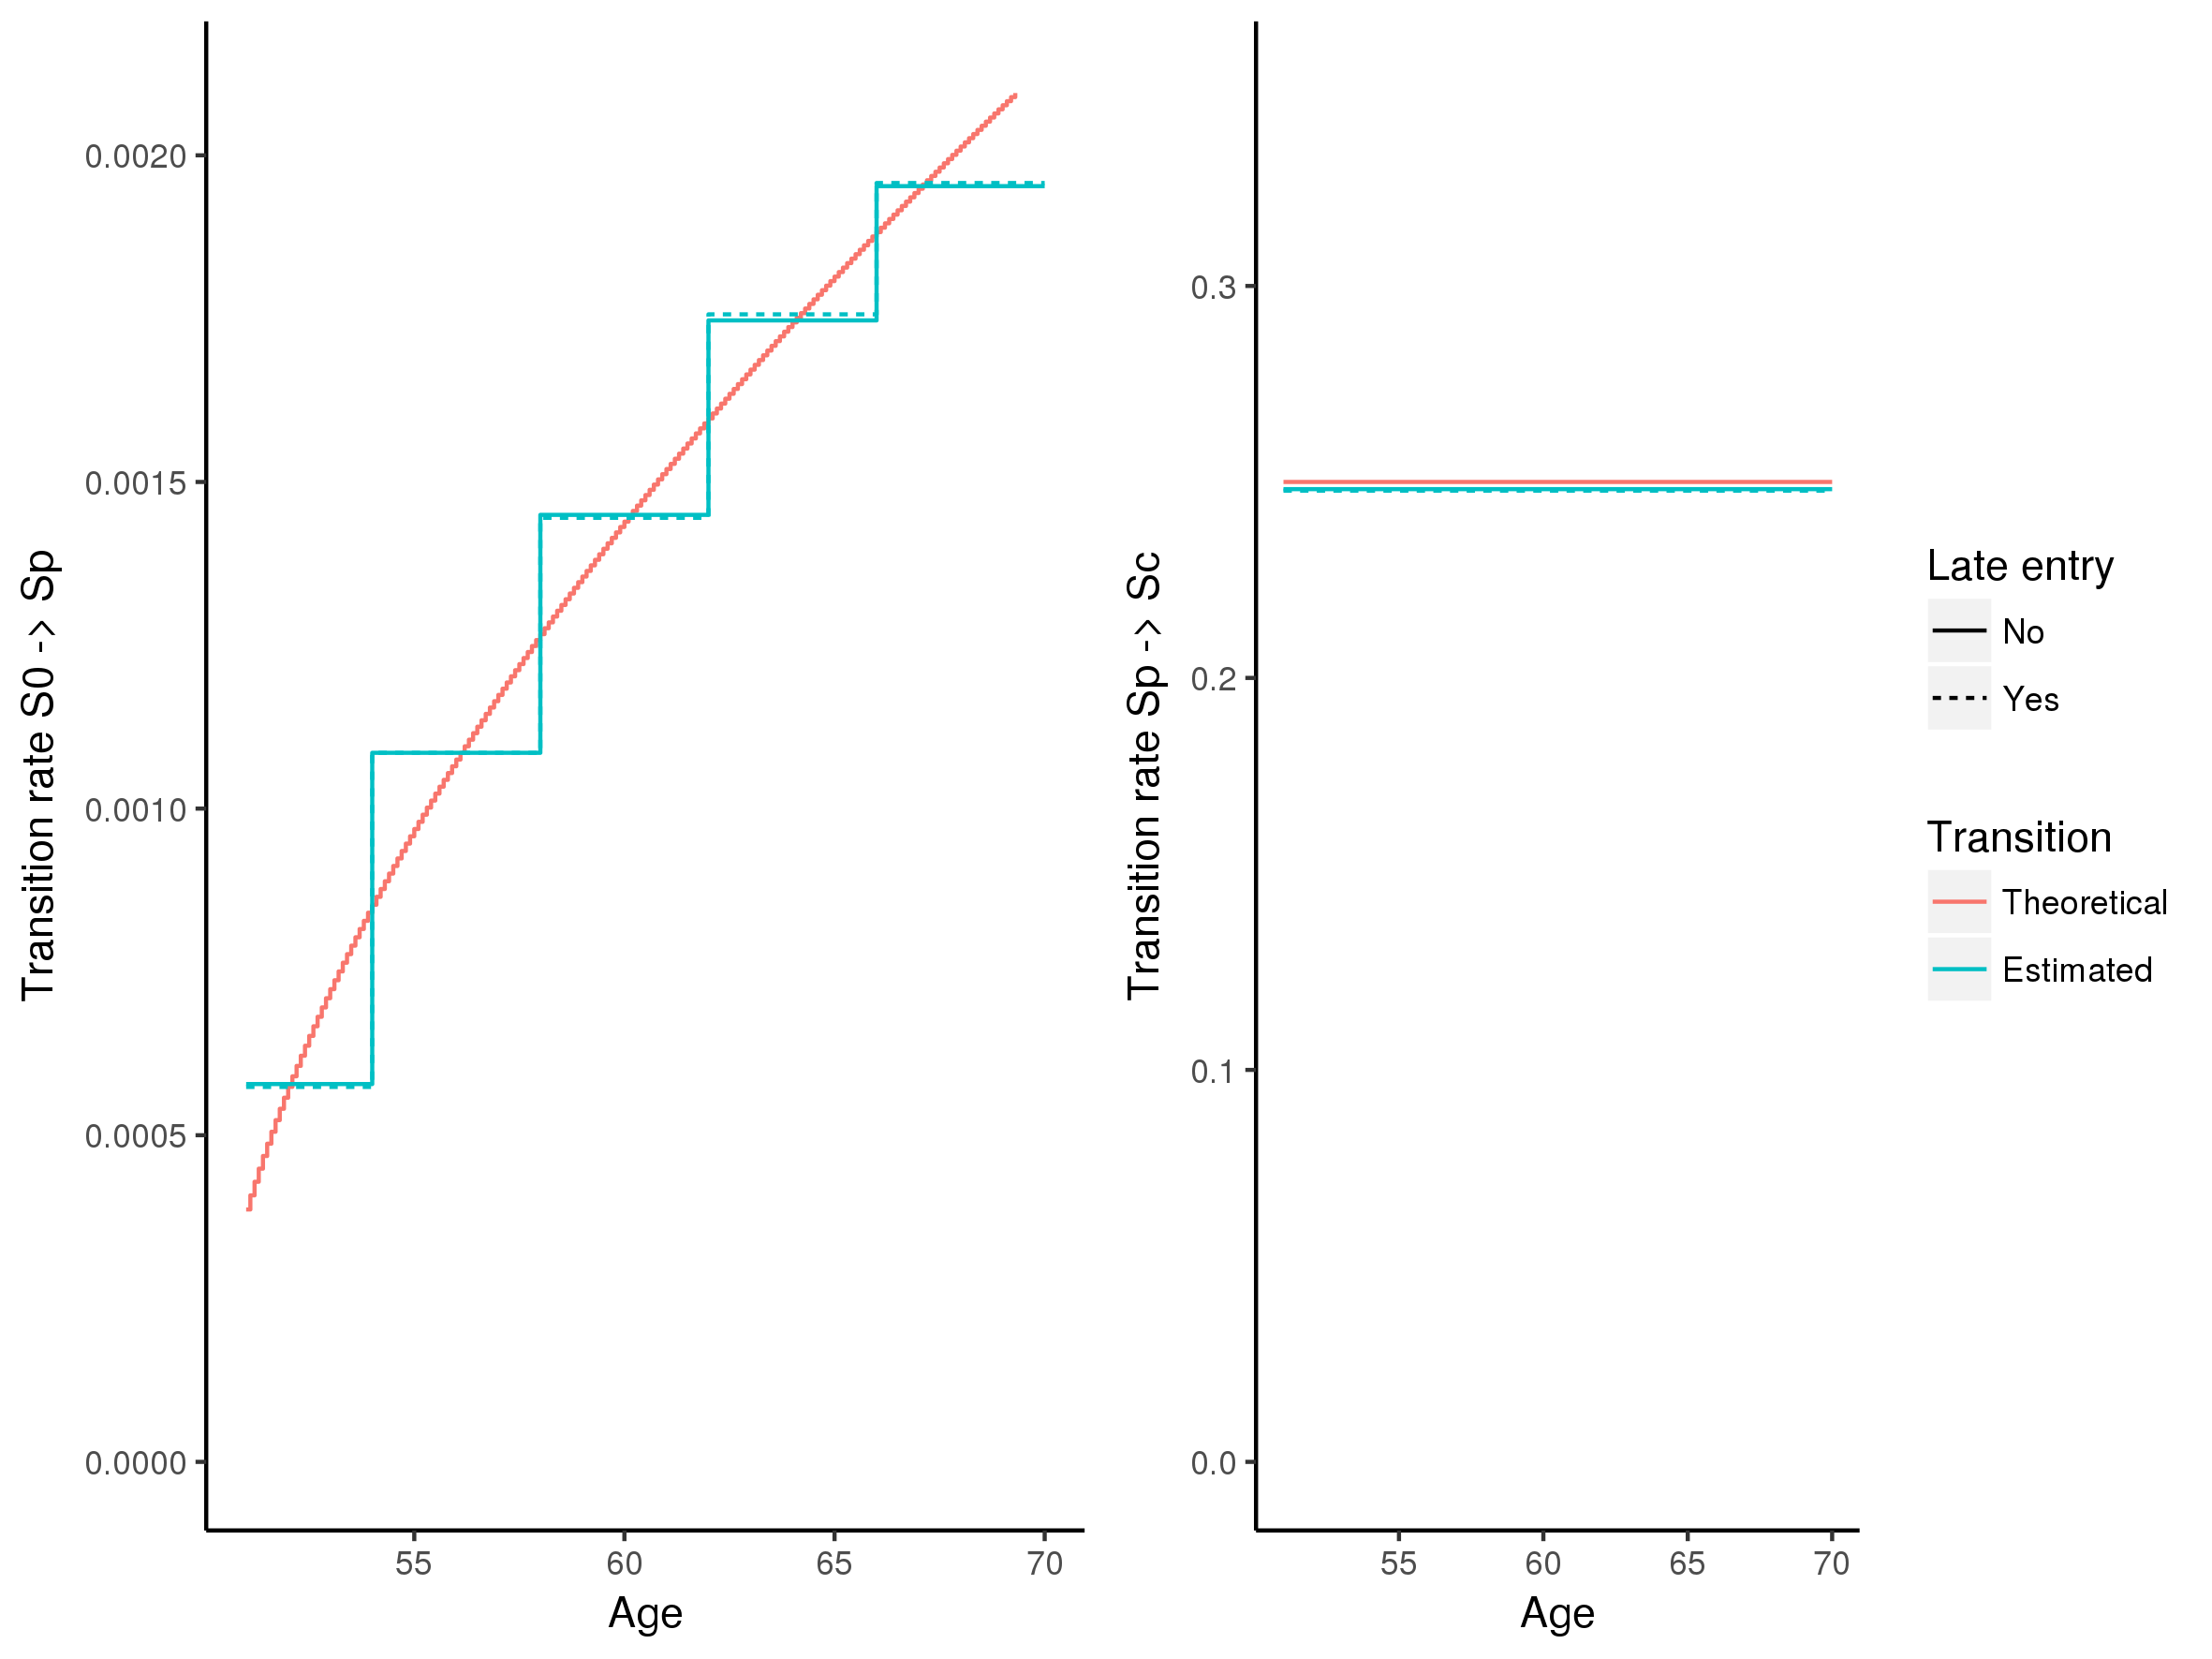 Transition rate S0 -> Sp
0.0020
0.0015
0.0010
0.0005
0.0000
55 60 65 70
Age
Transition rate Sp -> Sc
0.3
0.2
0.1
0.0
55 60 65 70
Age
Late entry
No
Yes
Transition
Theoretical
Estimated